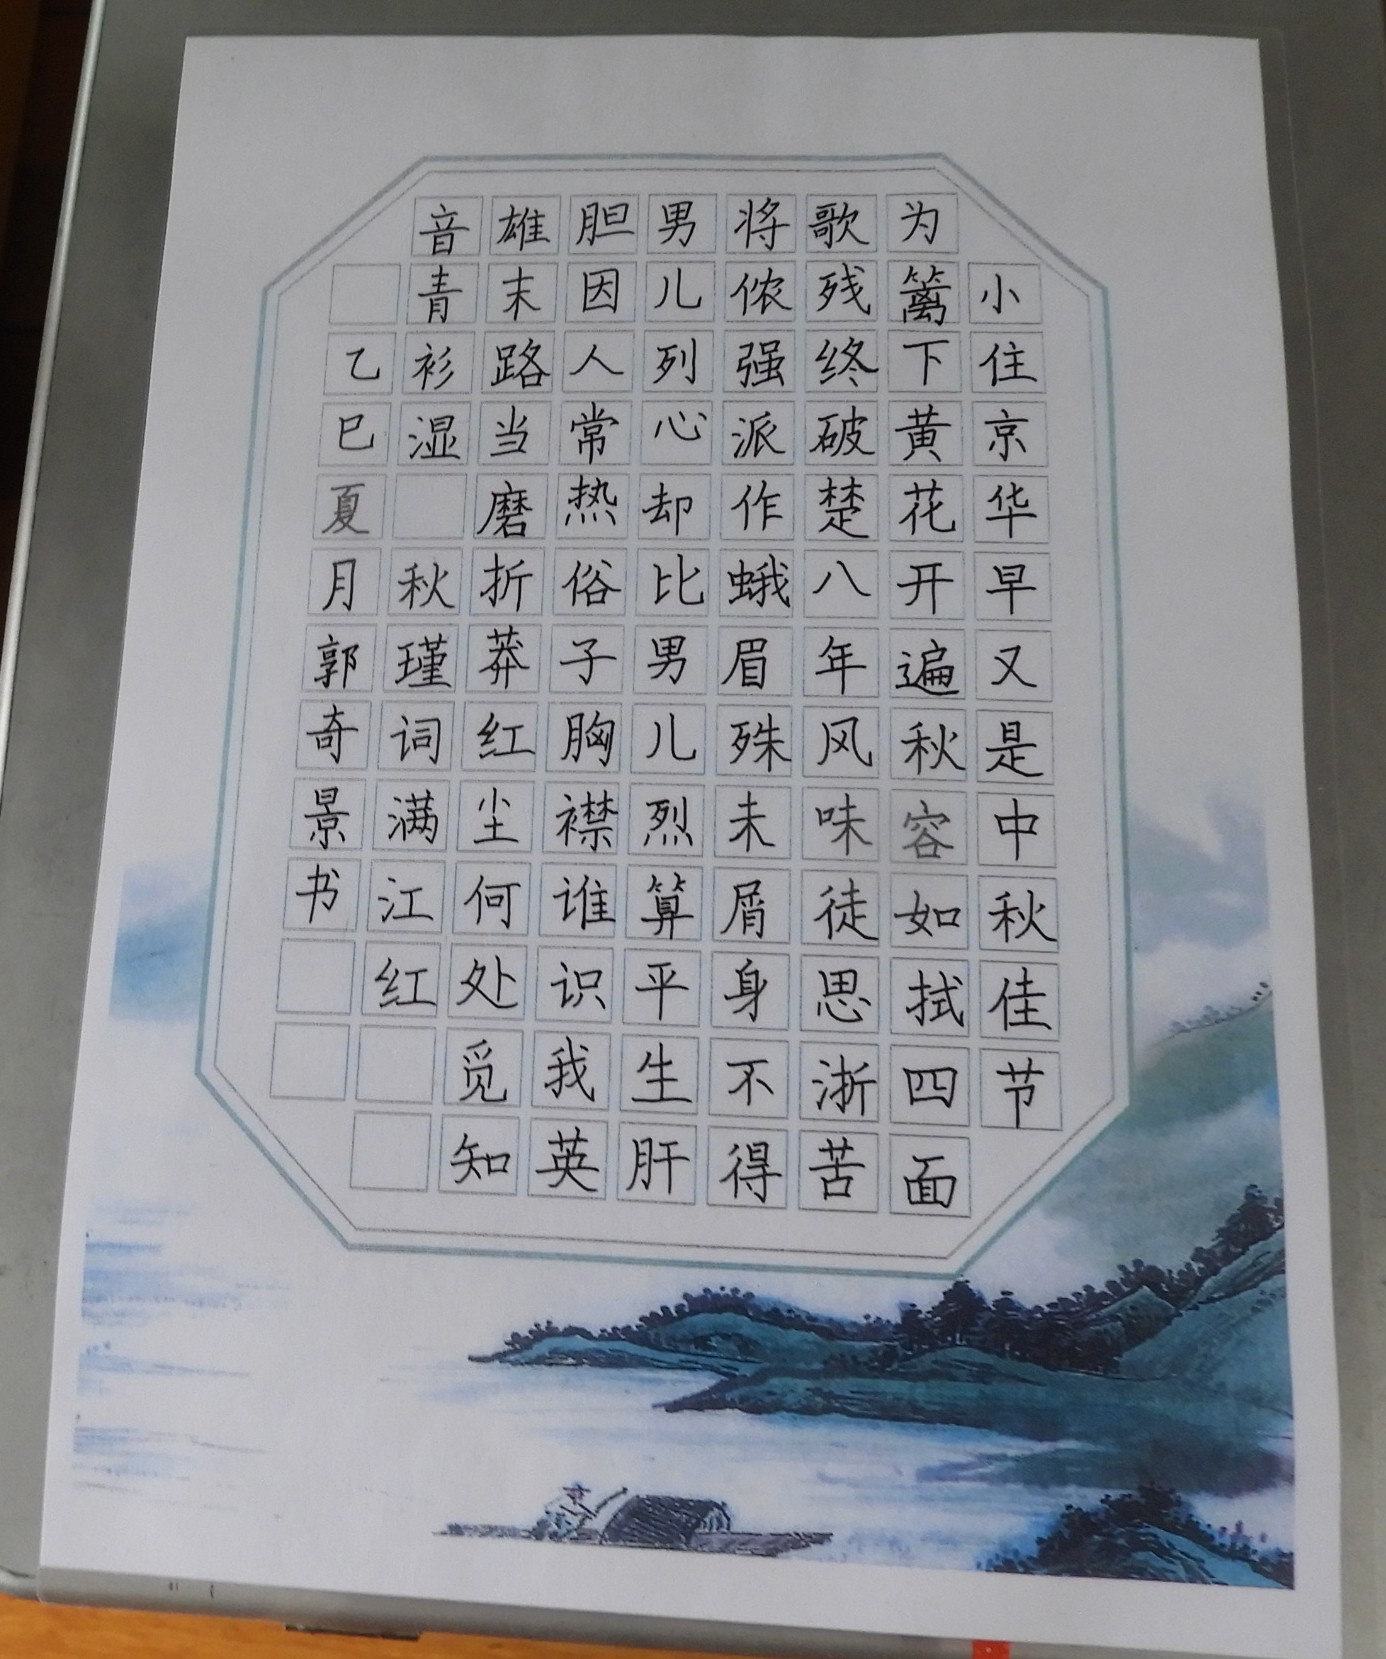 小住京华早又是中秋佳节
为篱下黄花开遍秋容如拭四面
歌残终破楚八年风味徒思浙苦
将侬强派作蛾眉殊未屑身不得
男儿列心却比男儿烈算平生肝
胆因人常热俗子胸襟谁识我英
雄末路当磨折莽红尘何处觅知
音青衫湿 秋瑾词满江红
乙巳夏月郭奇景书